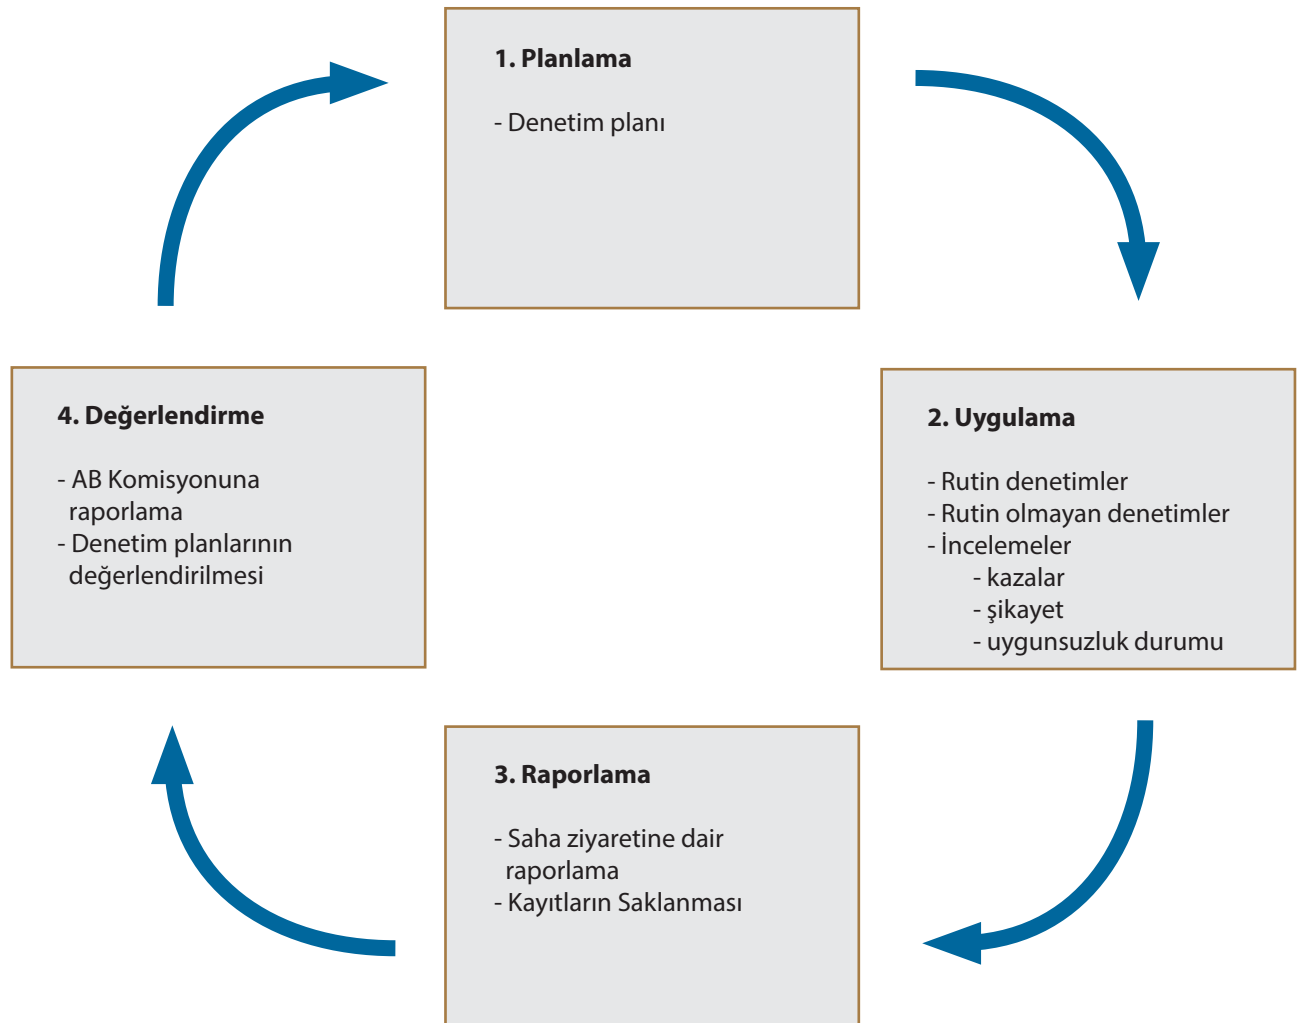 1. Planlama
- Denetim planı
2. Uygulama
- Rutin denetimler
- Rutin olmayan denetimler
- İncelemeler
- kazalar
- şikayet
- uygunsuzluk durumu
3. Raporlama
- Saha ziyaretine dair
raporlama
- Kayıtların Saklanması
4. Değerlendirme
- AB Komisyonuna
raporlama
- Denetim planlarının
değerlendirilmesi